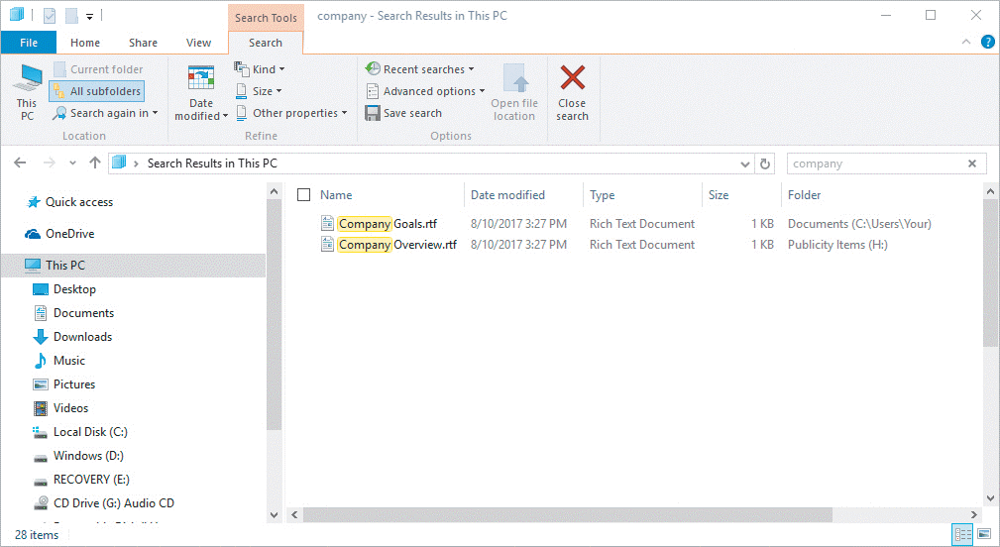 Search Tools
company - Search Results in This PC
File Home Share View Search
This PC
Current folder
All subfolders
Search again in
Location
Date modified
Kind
Size
Other properties
Refine
Recent searches
Advanced options
Save search
Open file location
Options
Close search
Search Results in This PC
company
Quick access
OneDrive
This PC
Desktop
Documents
Downloads
Music
Pictures
Videos
Local Disk (C:)
Windows (D:)
RECOVERY (E:)
CD Drive (G:) Audio CD
Name Date modified Type Size Folder
Company Goals.rtf 8/10/2017 3:27 PM Rich Text Document 1 KB Documents (C:\Users\Your)
Company Overview.rtf 8/10/2017 3:27 PM Rich Text Document 1 KB Publicity Items (H:)
28 items